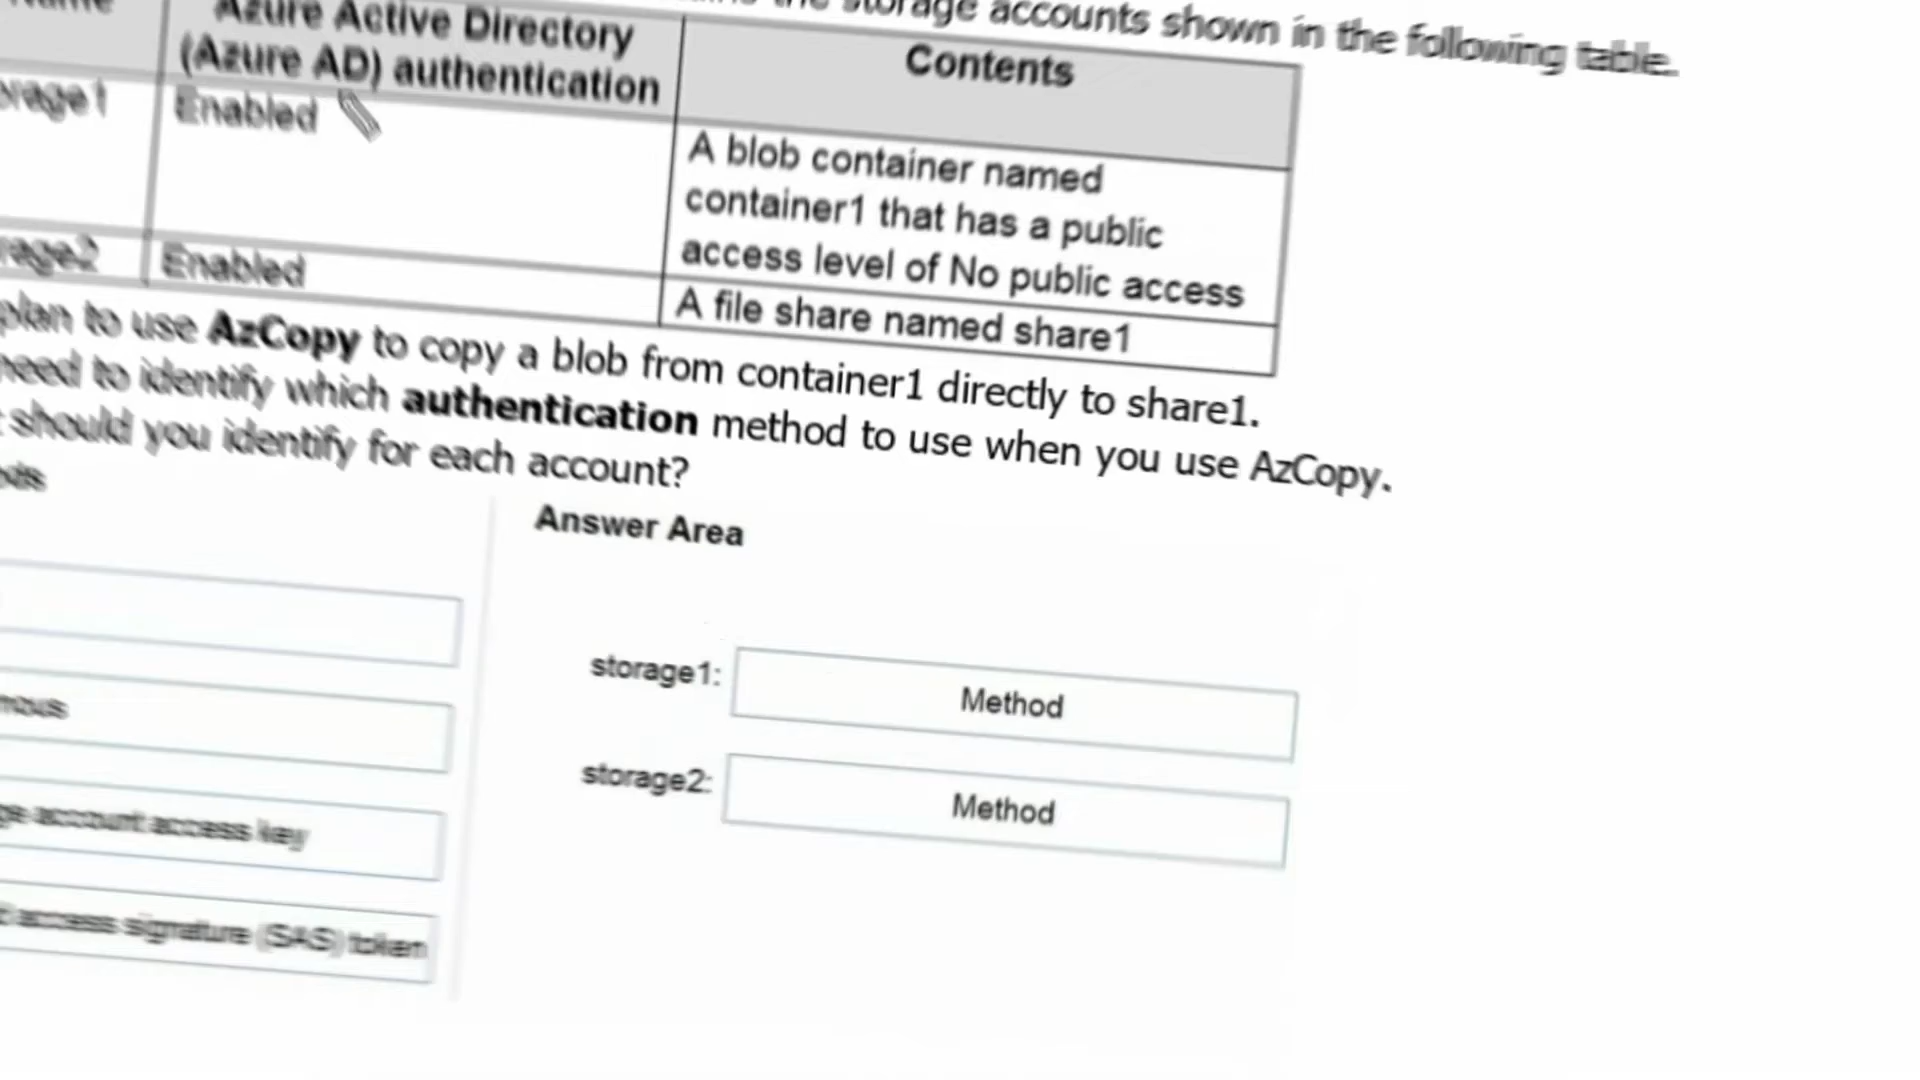 storage accounts shown in the following table.
Azure Active Directory
(Azure AD) authentication
Contents
Enabled
A blob container named
container1 that has a public
access level of No public access
Enabled
A file share named share1
plan to use AzCopy to copy a blob from container1 directly to share1.
need to identify which authentication method to use when you use AzCopy.
should you identify for each account?
Answer Area
storage1:
Method
storage2:
Method
account access key
access signature (SAS) token